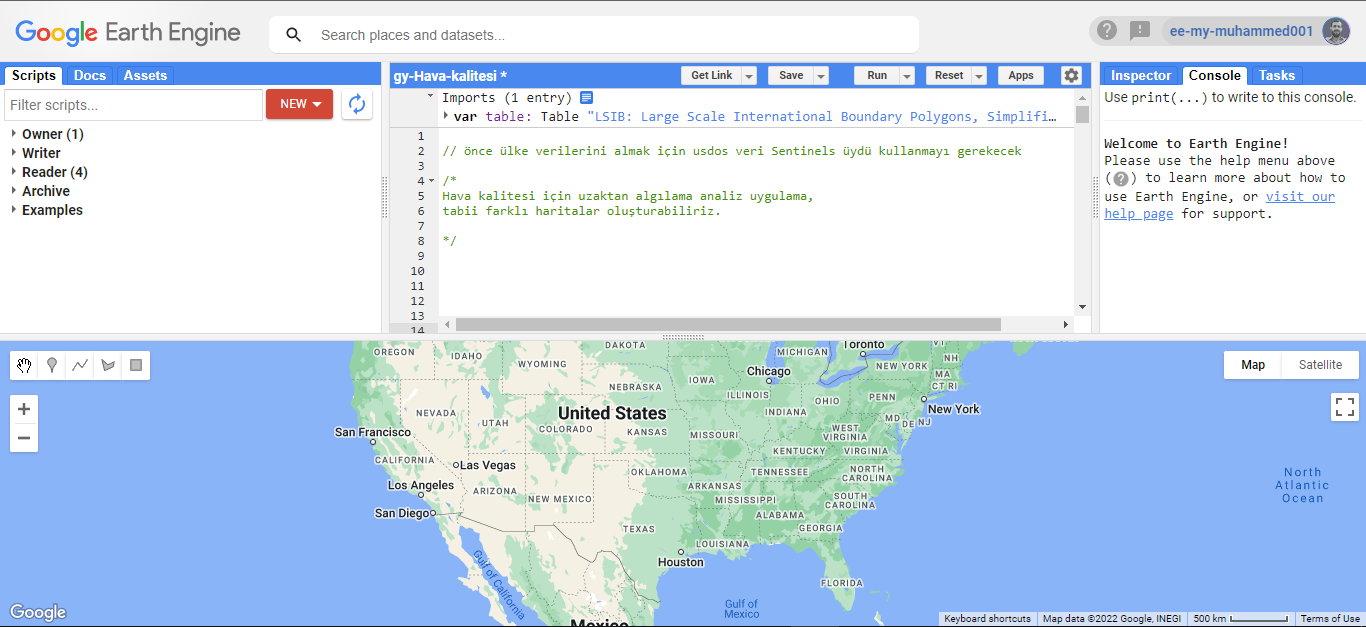 Google Earth Engine
Search places and datasets...
ee-my-muhammed001
Scripts Docs Assets
Filter scripts...
NEW
Owner (1)
Writer
Reader (4)
Archive
Examples
gy-Hava-kalitesi *
Get Link Save Run Reset Apps
Imports (1 entry)
var table: Table "LSIB: Large Scale International Boundary Polygons, Simplifi…
1
2 // önce ülke verilerini almak için usdos veri Sentinels üydü kullanmayı gerekecek
3
4 /*
5 Hava kalitesi için uzaktan algılama analiz uygulama,
6 tabii farklı haritalar oluşturabiliriz.
7
8 */
9
10
11
12
13
14
Inspector Console Tasks
Use print(...) to write to this console.
Welcome to Earth Engine!
Please use the help menu above
(?) to learn more about how to
use Earth Engine, or visit our
help page for support.
Map Satellite
OREGON
IDAHO
WYOMING
DAKOTA
MICHIGAN
Toronto
VT
NH
NEW YORK
MA
CT RI
Chicago
IOWA
NEBRASKA
ILLINOIS
INDIANA
OHIO
PENN
New York
MD
DE
NJ
NEVADA
UTAH
United States
COLORADO
KANSAS
MISSOURI
WEST
VIRGINIA
KENTUCKY
VIRGINIA
San Francisco
CALIFORNIA
Las Vegas
OKLAHOMA
TENNESSEE
NORTH
CAROLINA
Los Angeles
ARIZONA
NEW MEXICO
ARKANSAS
MISSISSIPPI
SOUTH
CAROLINA
San Diego
ALABAMA
GEORGIA
TEXAS
LOUISIANA
Houston
FLORIDA
Gulf of California
Gulf of
Mexico
Mexico
North
Atlantic
Ocean
Google
Keyboard shortcuts Map data ©2022 Google, INEGI 500 km Terms of Use